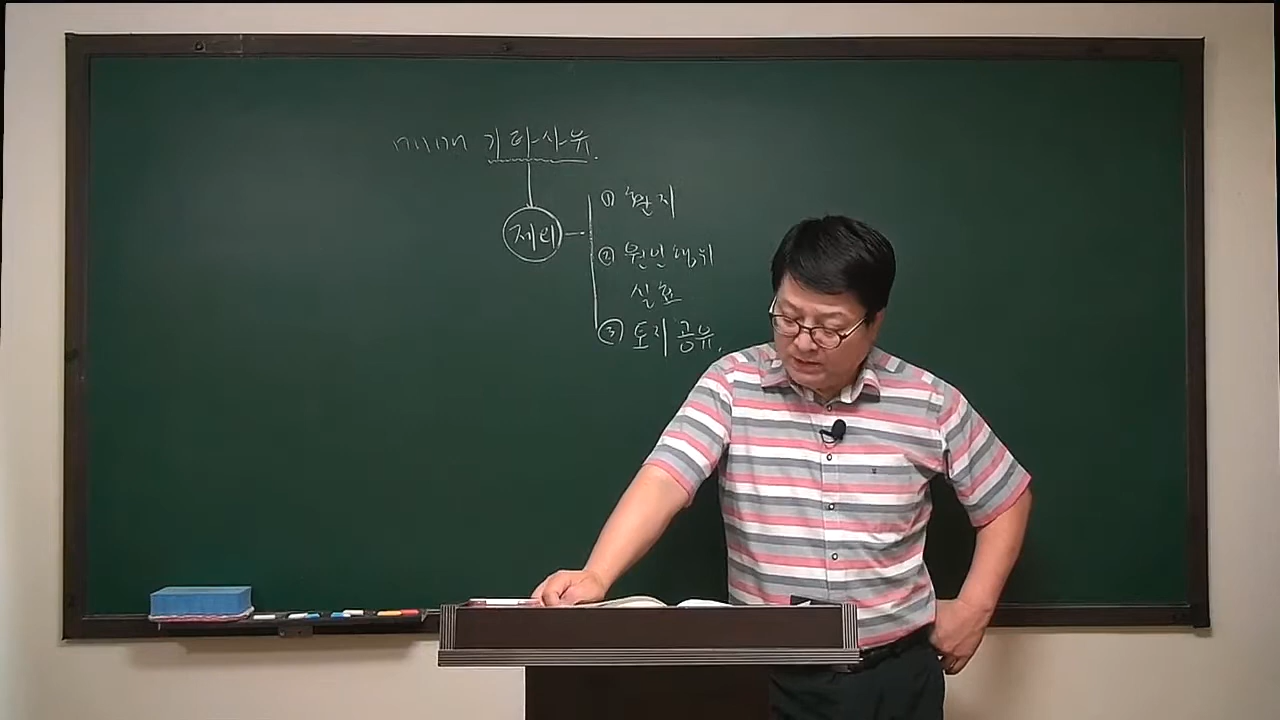 기타사유.
제외
① 환지
② 원인행위
실효
③ 토지공유.